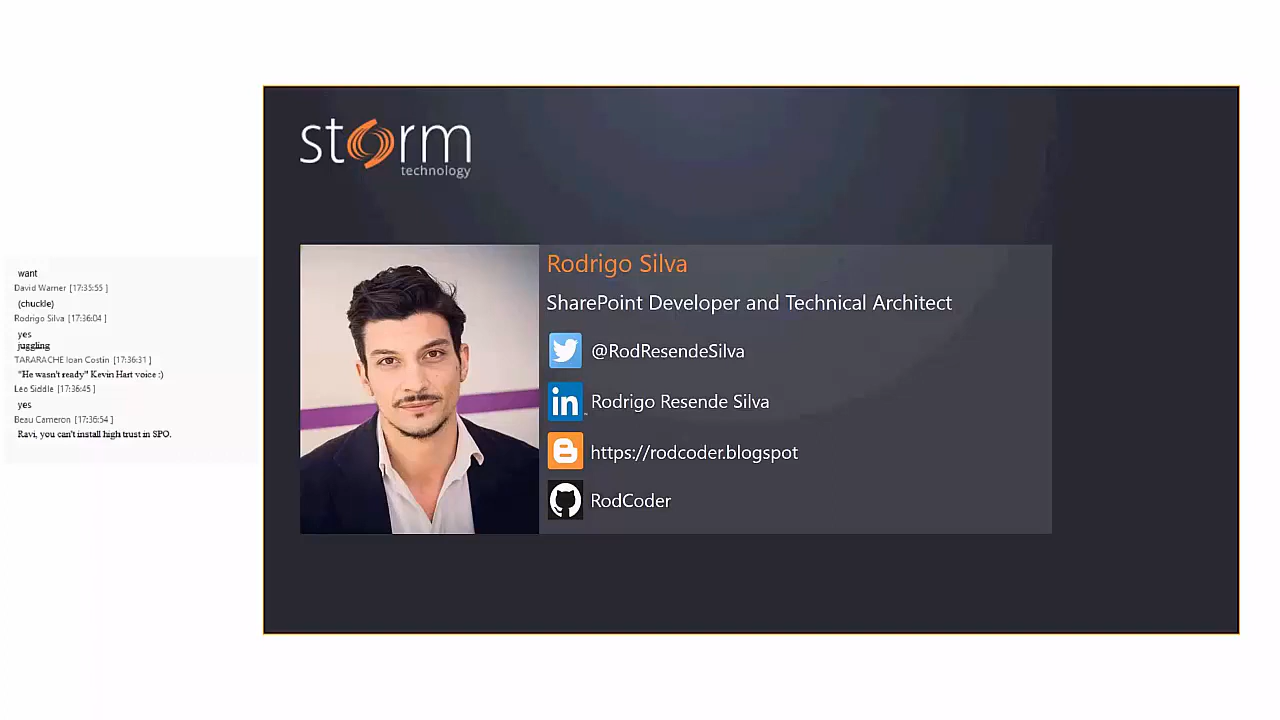 want
David Warner [17:35:55 ]
(chuckle)
Rodrigo Silva [17:36:04 ]
yes
juggling
TARARACHE Ioan Costin [17:36:31 ]
"He wasn't ready" Kevin Hart voice :)
Leo Siddle [17:36:45 ]
yes
Beau Cameron [17:36:54 ]
Ravi, you can't install high trust in SPO.
storm
technology
Rodrigo Silva
SharePoint Developer and Technical Architect
@RodResendeSilva
in Rodrigo Resende Silva
https://rodcoder.blogspot
RodCoder